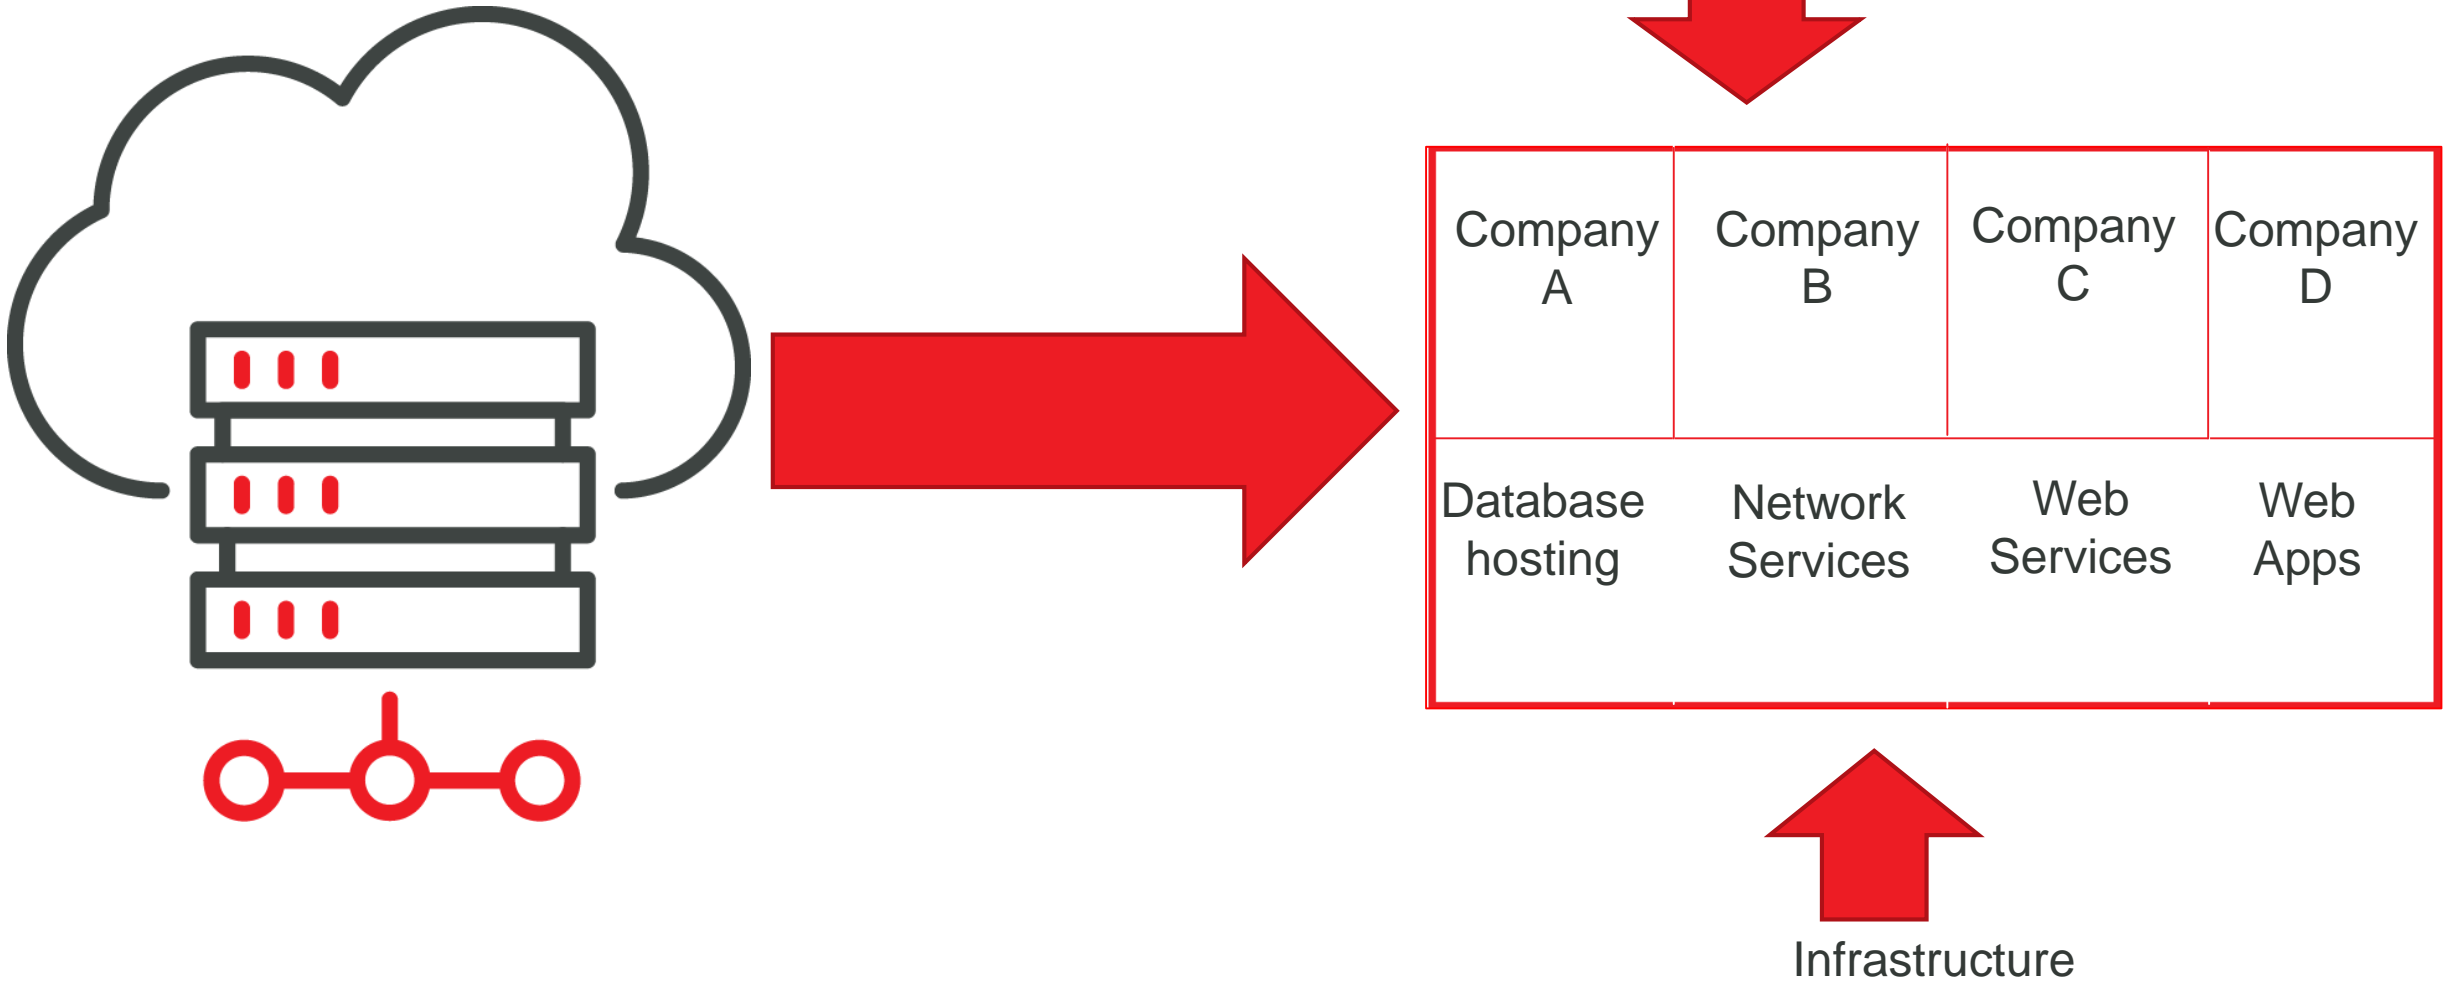 Company
A
Company
B
Company
C
Company
D
Database
hosting
Network
Services
Web
Services
Web
Apps
Infrastructure